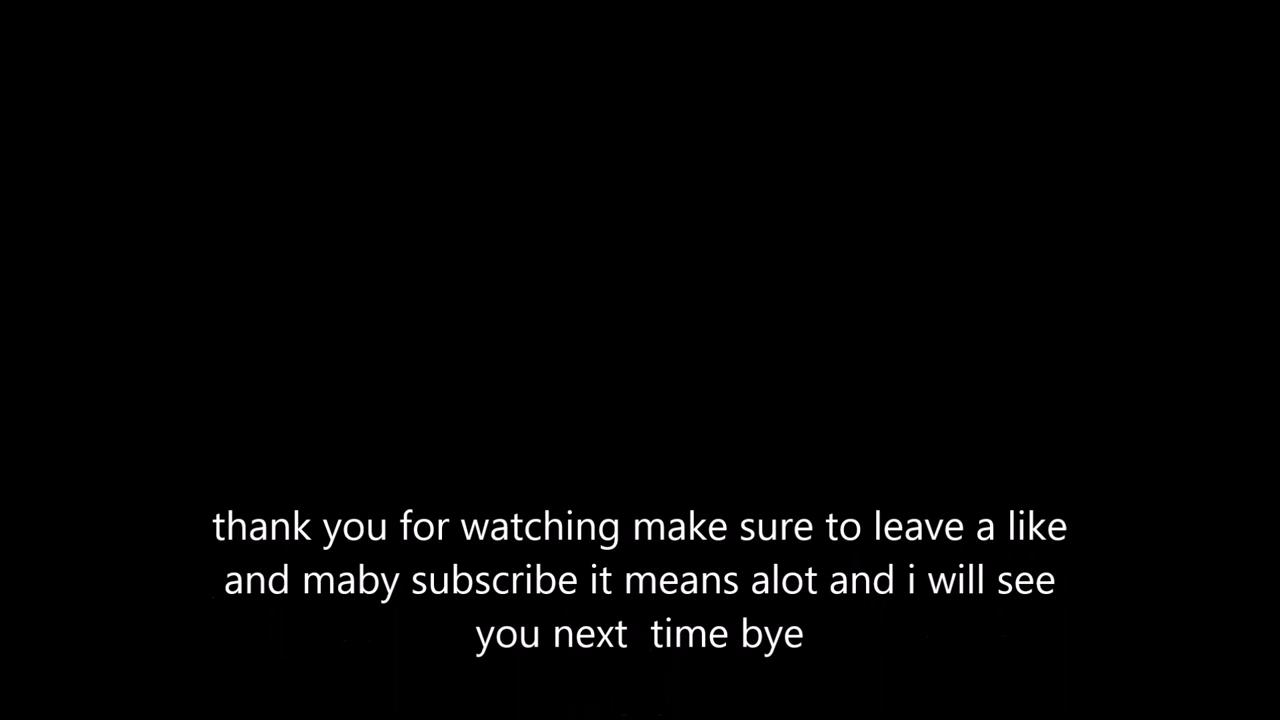 thank you for watching make sure to leave a like
and maby subscribe it means alot and i will see
you next  time bye